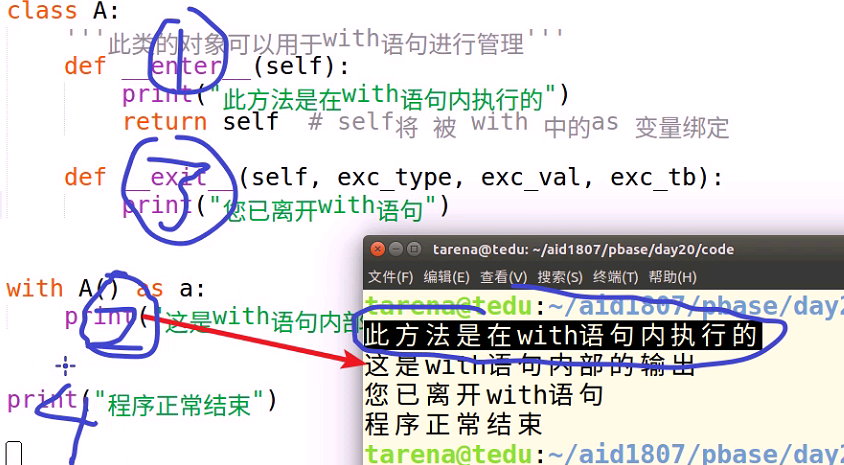 class A:
'''此类的对象可以用于with语句进行管理'''
def __enter__(self):
print("此方法是在with语句内执行的")
return self # self将 被 with 中的as 变量绑定
def __exit__(self, exc_type, exc_val, exc_tb):
print("您已离开with语句")
with A() as a:
print("这是with语句内部
print("程序正常结束")
1
3
2
4
tarena@tedu: ~/aid1807/pbase/day20/code
文件(F) 编辑(E) 查看(V) 搜索(S) 终端(T) 帮助(H)
tarena@tedu:~/aid1807/pbase/day2
此方法是在with语句内执行的
这是with语句内部的输出
您已离开with语句
程序正常结束
tarena@tedu:~/aid1807/pbase/day2